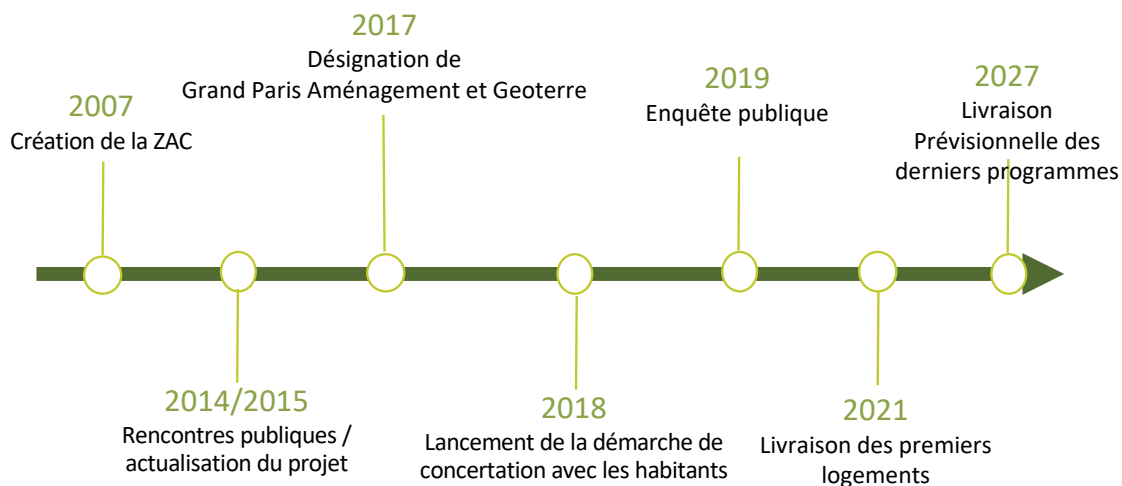 2007
Création de la ZAC
2014/2015
Rencontres publiques /
actualisation du projet
2017
Désignation de
Grand Paris Aménagement et Geoterre
2018
Lancement de la démarche de
concertation avec les habitants
2019
Enquête publique
2021
Livraison des premiers
logements
2027
Livraison
Prévisionnelle des
derniers programmes